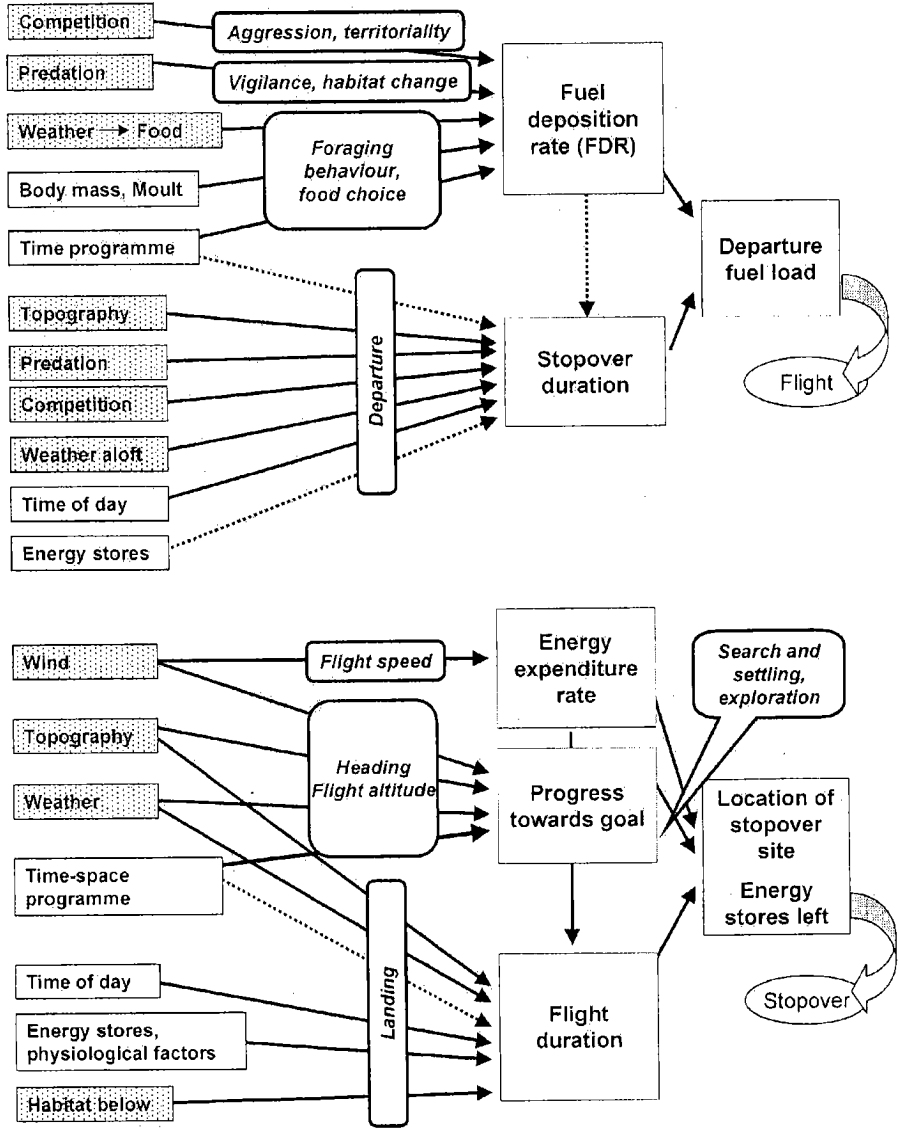 Competition
Aggression, territoriality
Predation
Vigilance, habitat change
Fuel
deposition
rate (FDR)
Weather → Food
Foraging
behaviour,
food choice
Body mass, Moult
Time programme
Departure
fuel load
Topography
Predation
Competition
Weather aloft
Time of day
Energy stores
Departure
Stopover
duration
Flight
Wind
Flight speed
Energy
expenditure
rate
Search and
settling,
exploration
Topography
Weather
Heading
Flight altitude
Progress
towards goal
Location of
stopover
site
Energy
stores left
Time-space
programme
Time of day
Energy stores,
physiological factors
Habitat below
Landing
Flight
duration
Stopover